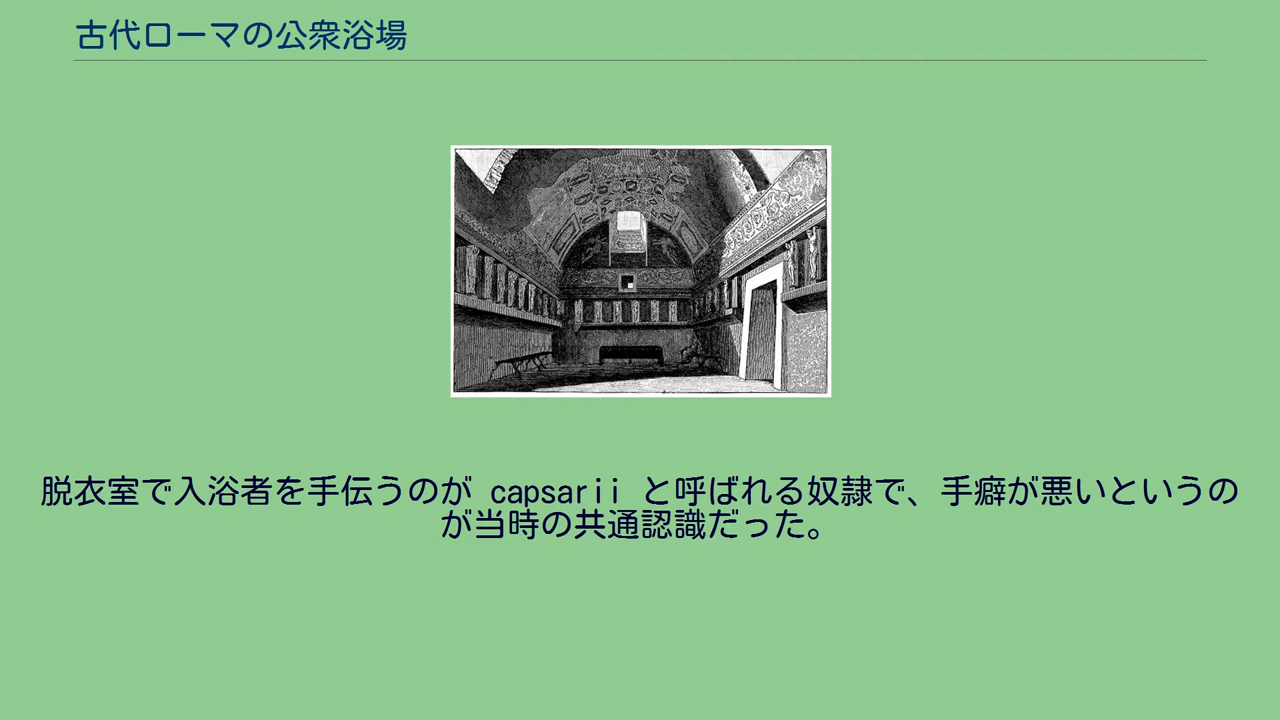 古代ローマの公衆浴場
脱衣室で入浴者を手伝うのが capsarii と呼ばれる奴隷で、手癖が悪いというの
が当時の共通認識だった。